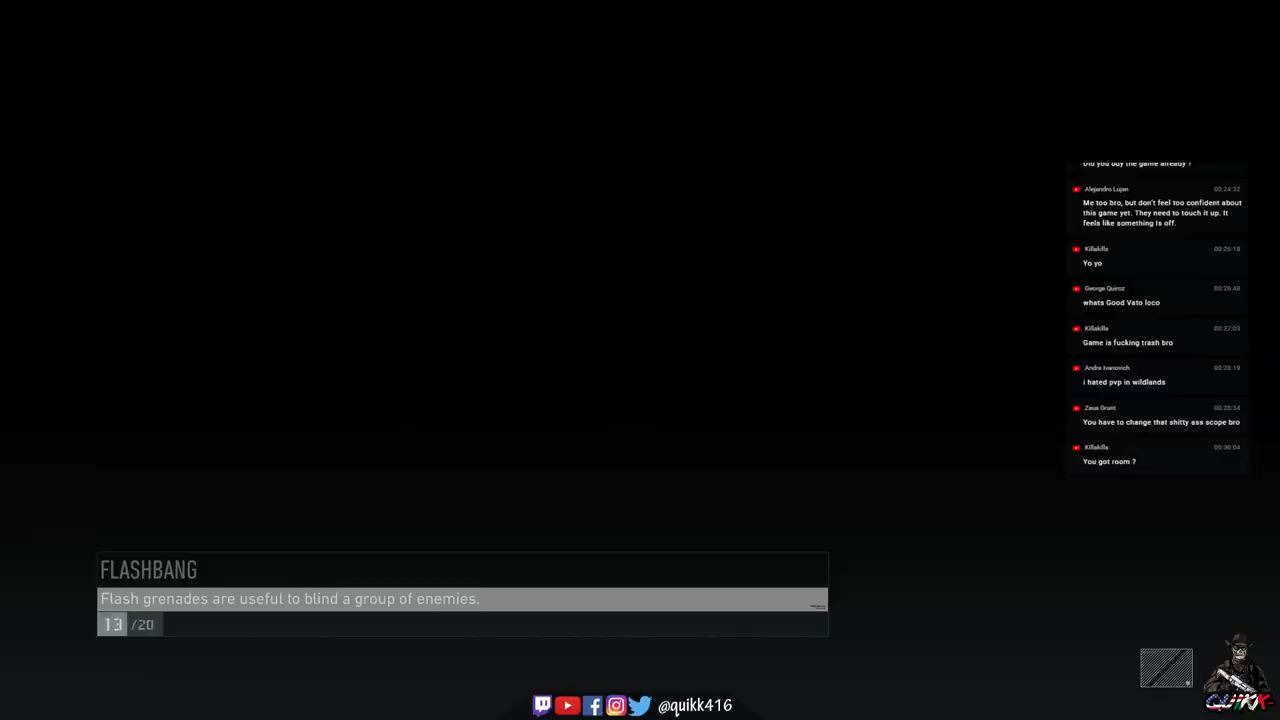 Did you buy the game already ?
Alejandro Lujan 00:24:32
Me too bro, but don't feel too confident about
this game yet. They need to touch it up. It
feels like something is off.
Killakills 00:26:18
Yo yo
George Quiroz 00:26:48
whats Good Vato loco
Killakills 00:27:03
Game is fucking trash bro
Andre Ivanovich 00:28:19
i hated pvp in wildlands
Zeus Grunt 00:28:34
You have to change that shitty ass scope bro
Killakills 00:30:04
You got room ?
FLASHBANG
Flash grenades are useful to blind a group of enemies.
13 /20
@quikk416
QUIKK